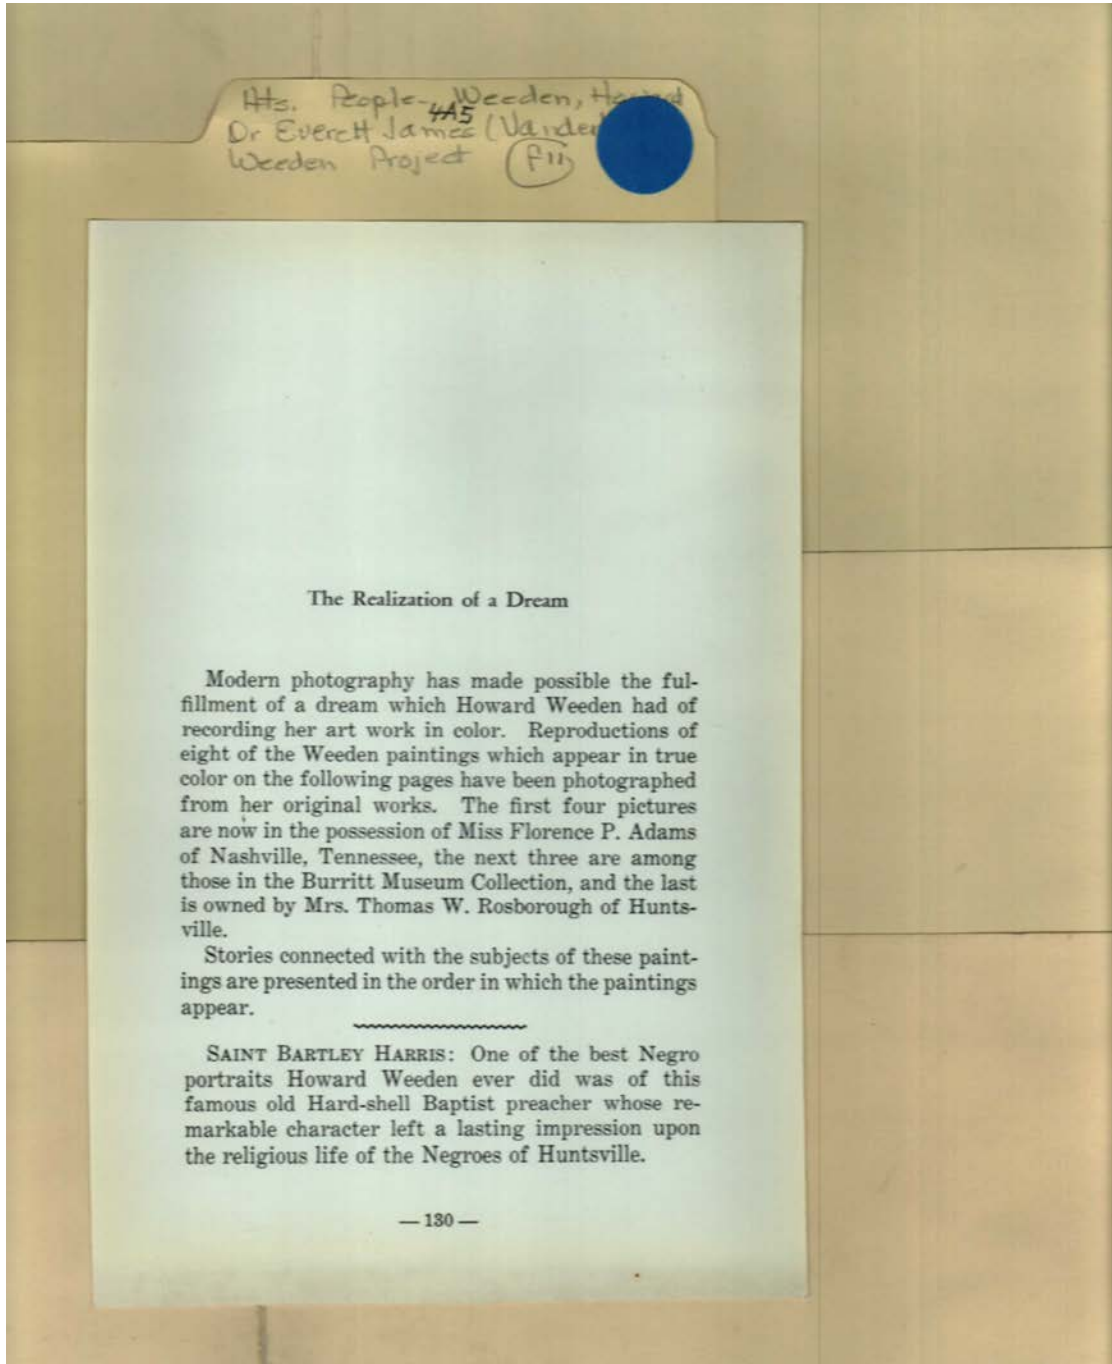 Hts. People- Weeden,
4A5
Dr Everett James
Weeden Project F11
The Realization of a Dream
Modern photography has made possible the ful-
fillment of a dream which Howard Weeden had of
recording her art work in color. Reproductions of
eight of the Weeden paintings which appear in true
color on the following pages have been photographed
from her original works. The first four pictures
are now in the possession of Miss Florence P. Adams
of Nashville, Tennessee, the next three are among
those in the Burritt Museum Collection, and the last
is owned by Mrs. Thomas W. Rosborough of Hunts-
ville.
Stories connected with the subjects of these paint-
ings are presented in the order in which the paintings
appear.
SAINT BARTLEY HARRIS: One of the best Negro
portraits Howard Weeden ever did was of this
famous old Hard-shell Baptist preacher whose re-
markable character left a lasting impression upon
the religious life of the Negroes of Huntsville.
— 130 —